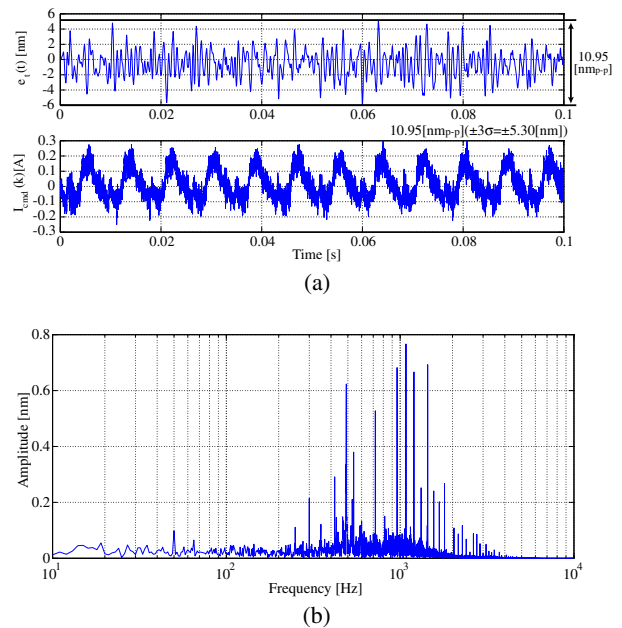 6
4
2
0
-2
-4
-6
e_t(t) [nm]
0 0.02 0.04 0.06 0.08 0.1
10.95
[nm_p-p]
10.95[nm_p-p](±3σ=±5.30[nm])
0.3
0.2
0.1
0
-0.1
-0.2
-0.3
I_cmd (k)[A]
0 0.02 0.04 0.06 0.08 0.1
Time [s]
(a)
0.8
0.6
0.4
0.2
0
Amplitude [nm]
10^1 10^2 10^3 10^4
Frequency [Hz]
(b)